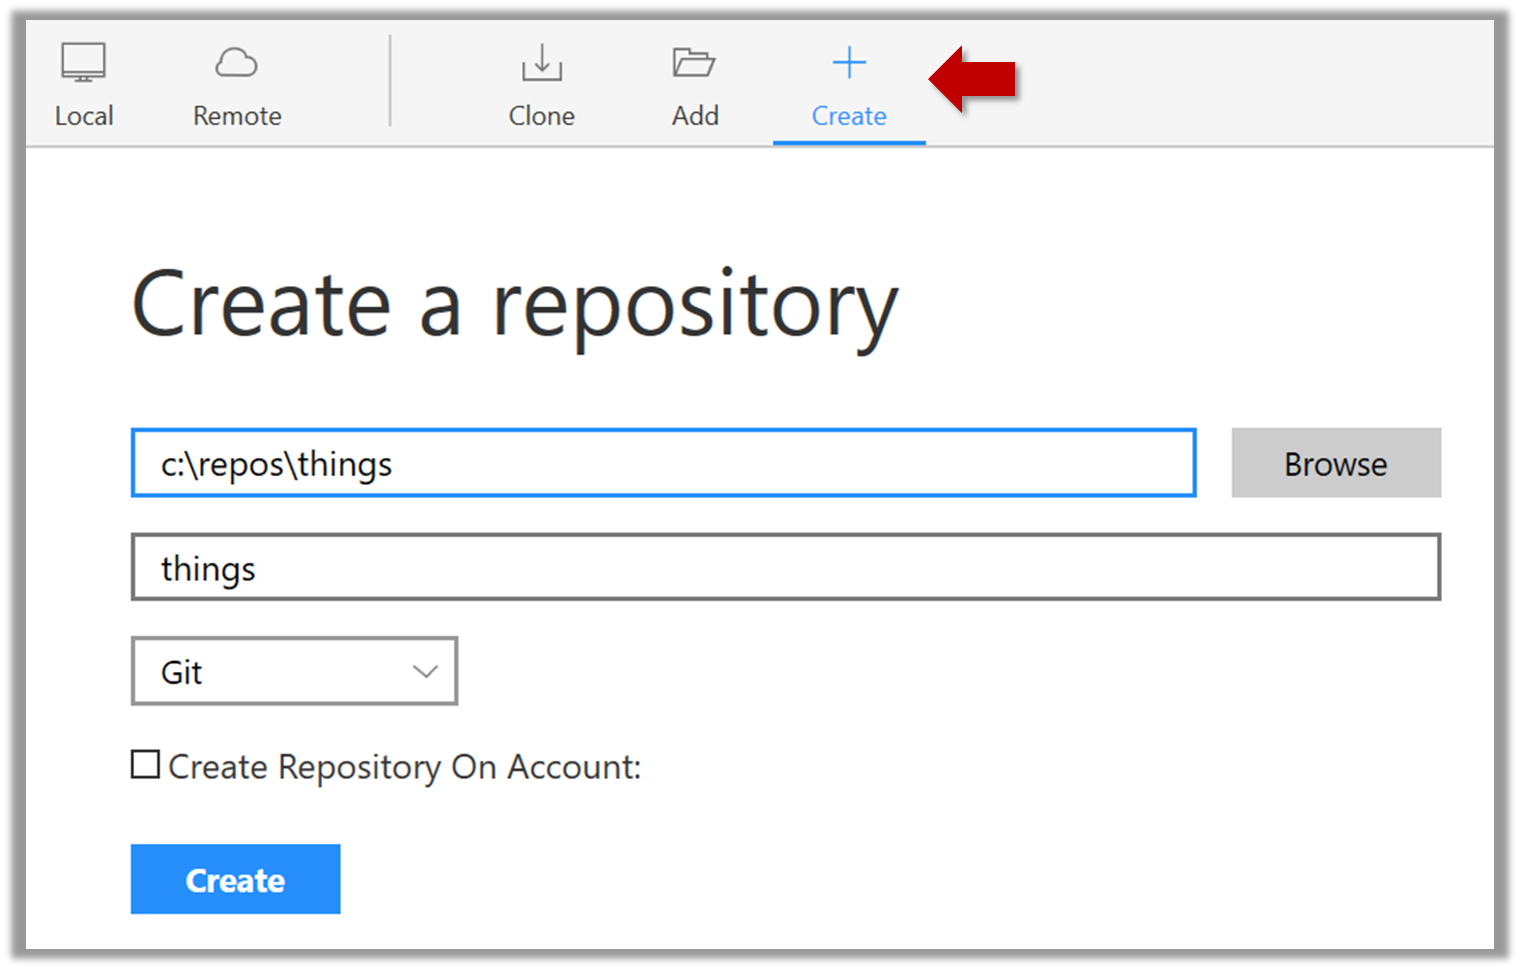 Local
Remote
Clone
Add
Create
Create a repository
c:\repos\things
Browse
things
Git
Create Repository On Account:
Create